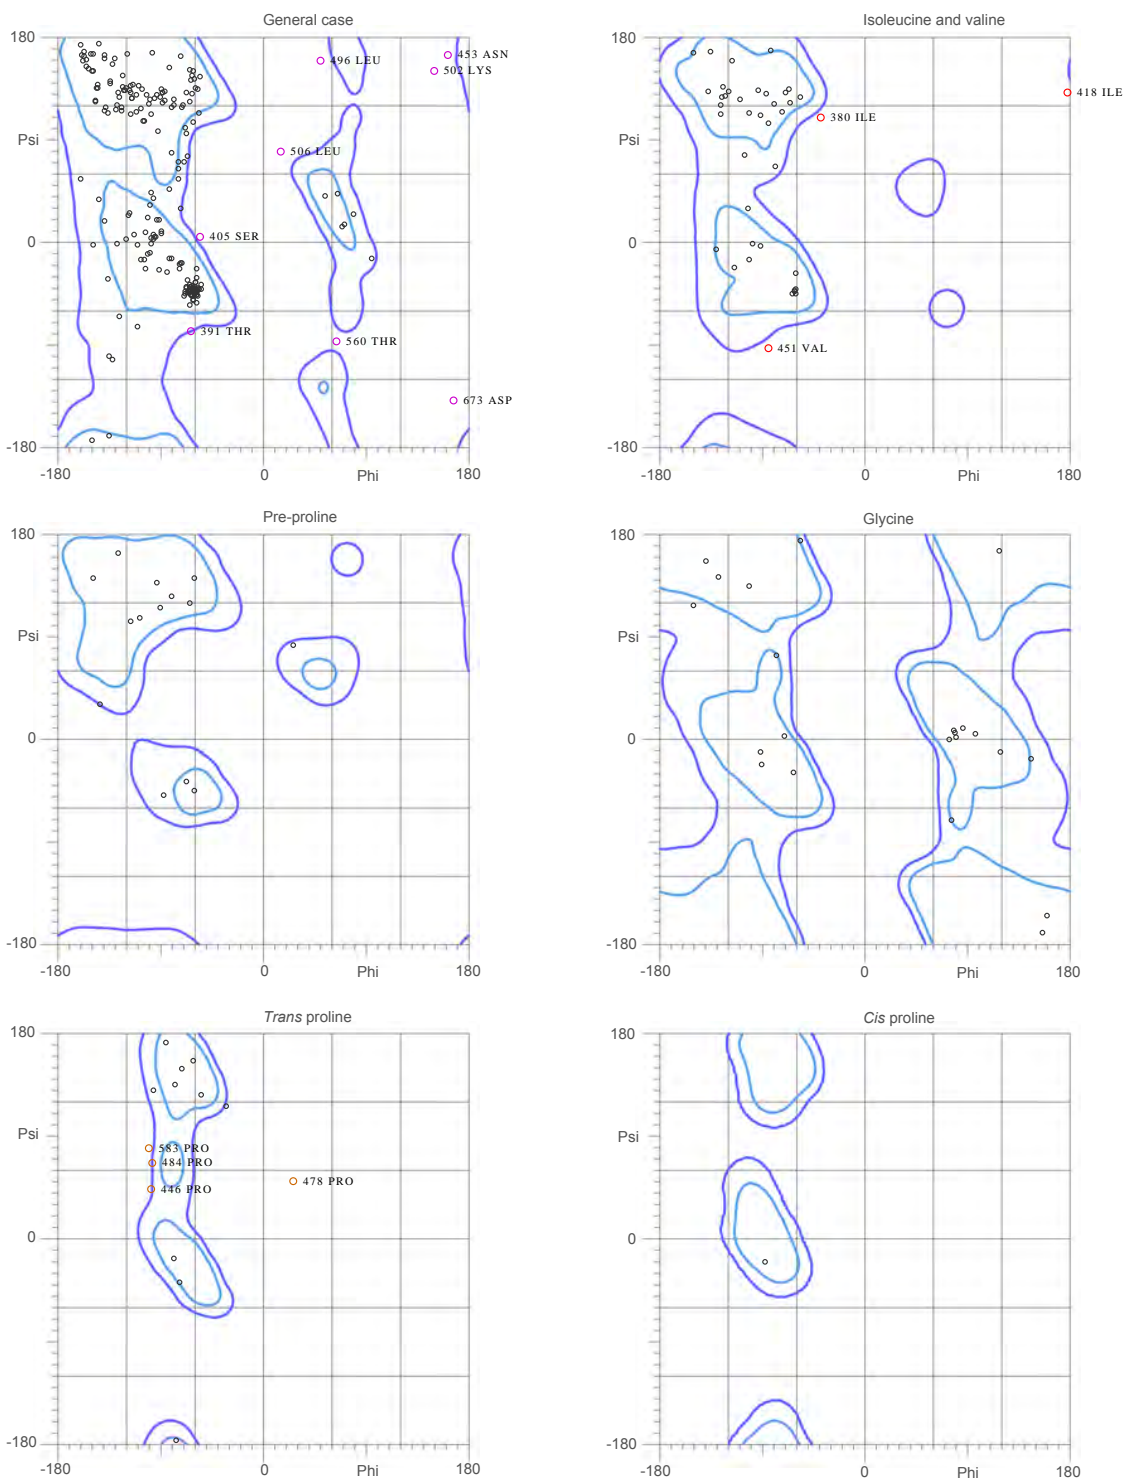 General case
180
453 ASN
496 LEU
502 LYS
Psi
506 LEU
0
405 SER
391 THR
560 THR
673 ASP
-180
-180
0
Phi
180
Isoleucine and valine
180
418 ILE
380 ILE
Psi
0
451 VAL
-180
-180
0
Phi
180
Pre-proline
180
Psi
0
-180
-180
0
Phi
180
Glycine
180
Psi
0
-180
-180
0
Phi
180
Trans proline
180
Psi
583 PRO
484 PRO
478 PRO
446 PRO
0
-180
-180
0
Phi
180
Cis proline
180
Psi
0
-180
-180
0
Phi
180